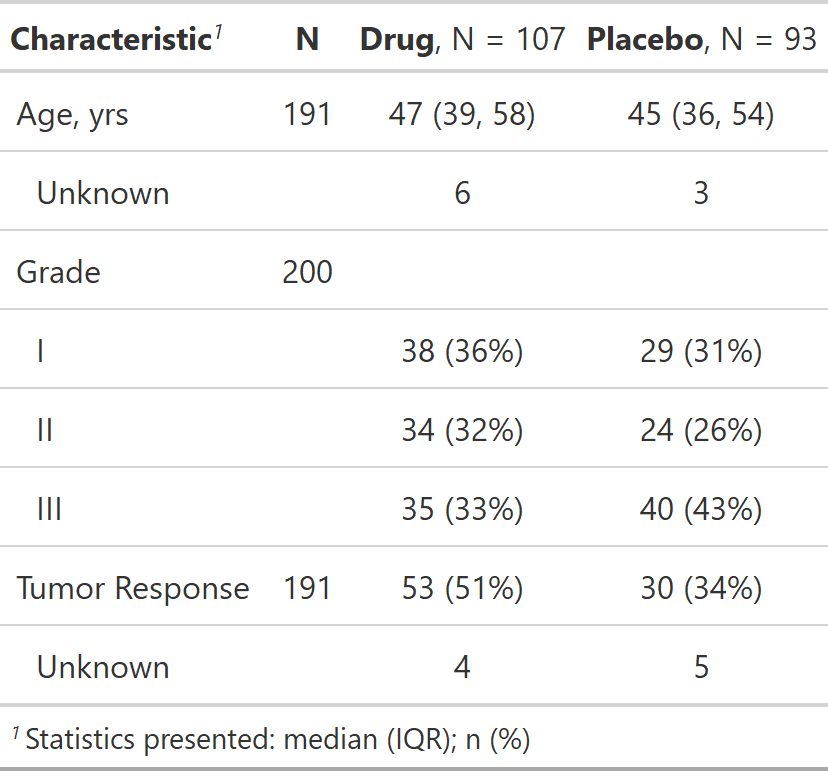 Characteristic1 N Drug, N = 107 Placebo, N = 93
Age, yrs 191 47 (39, 58) 45 (36, 54)
Unknown 6 3
Grade 200
I 38 (36%) 29 (31%)
II 34 (32%) 24 (26%)
III 35 (33%) 40 (43%)
Tumor Response 191 53 (51%) 30 (34%)
Unknown 4 5
1 Statistics presented: median (IQR); n (%)